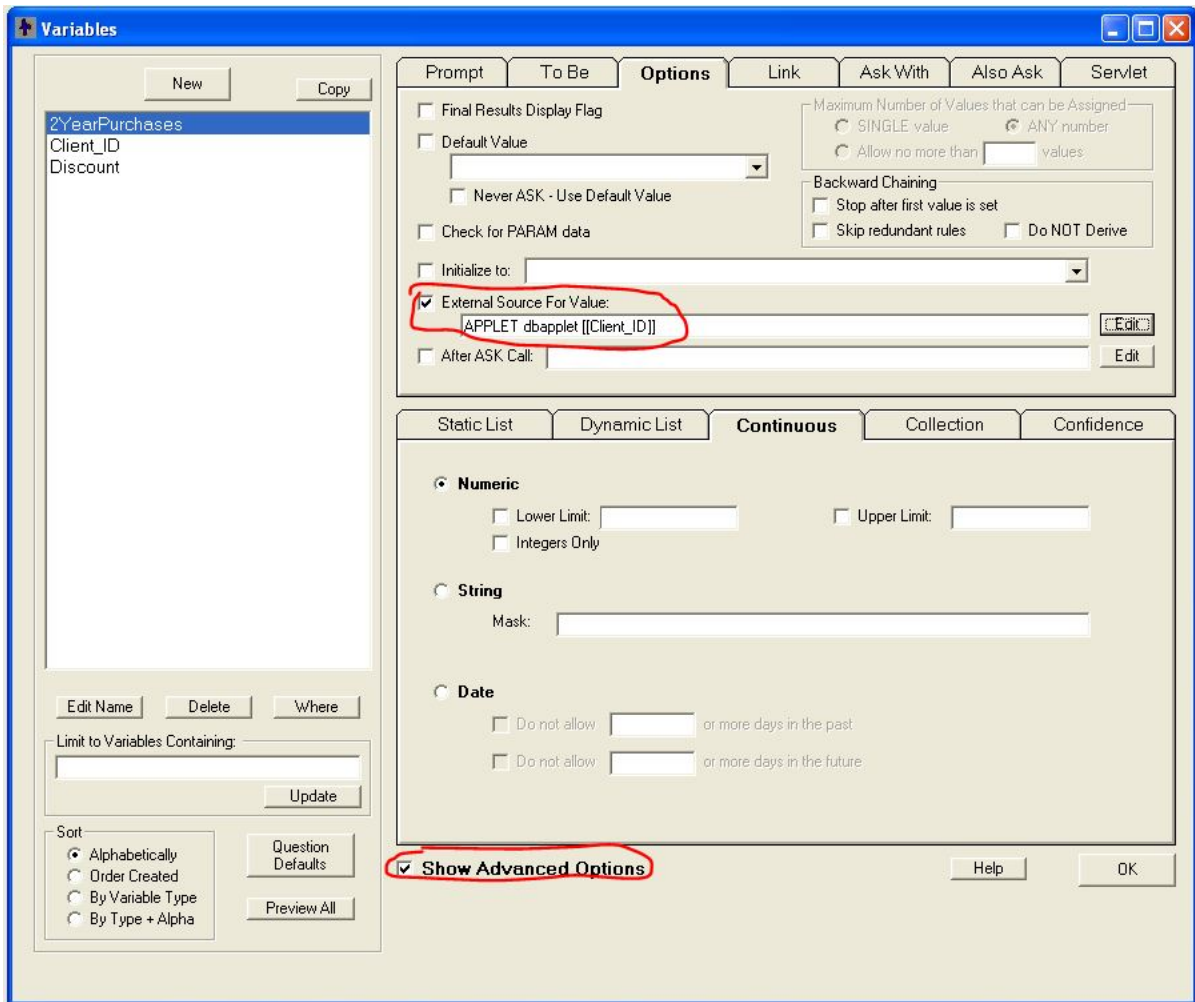 Variables
New
Copy
2YearPurchases
Client_ID
Discount
Edit Name
Delete
Where
Limit to Variables Containing:
Update
Sort
Alphabetically
Order Created
By Variable Type
By Type + Alpha
Question
Defaults
Preview All
Prompt To Be Options Link Ask With Also Ask Servlet
Final Results Display Flag
Default Value
Never ASK - Use Default Value
Check for PARAM data
Maximum Number of Values that can be Assigned
SINGLE value ANY number
Allow no more than values
Backward Chaining
Stop after first value is set
Skip redundant rules Do NOT Derive
Initialize to:
External Source For Value:
APPLET dbapplet [[Client_ID]] Edit
After ASK Call: Edit
Static List Dynamic List Continuous Collection Confidence
Numeric
Lower Limit: Upper Limit:
Integers Only
String
Mask:
Date
Do not allow or more days in the past
Do not allow or more days in the future
Show Advanced Options Help OK